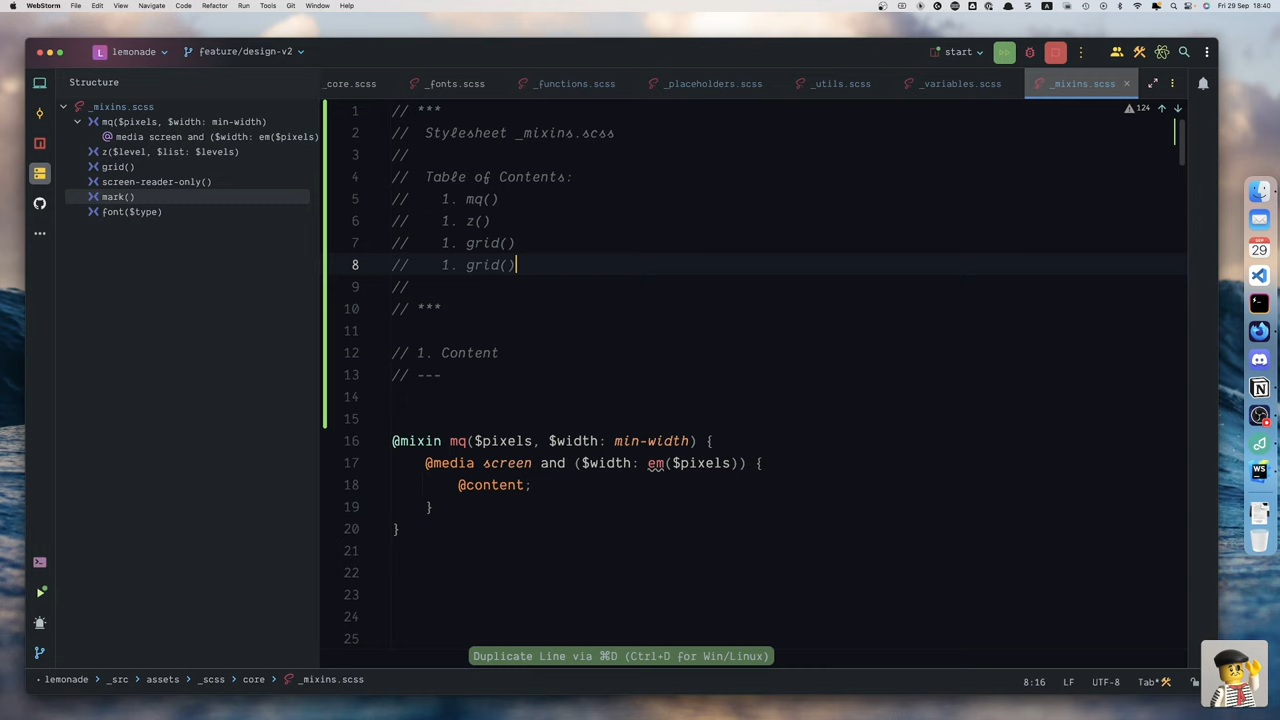 WebStorm File Edit View Navigate Code Refactor Run Tools Git Window Help
A
Fri 29 Sep 18:40
L lemonade
feature/design-v2
start
Structure
_core.scss
_fonts.scss
_functions.scss
_placeholders.scss
_utils.scss
_variables.scss
_mixins.scss
_mixins.scss
mq($pixels, $width: min-width)
@ media screen and ($width: em($pixels)
z($level, $list: $levels)
grid()
screen-reader-only()
mark()
font($type)
124
1 // ***
2 // Stylesheet _mixins.scss
3 //
4 // Table of Contents:
5 // 1. mq()
6 // 1. z()
7 // 1. grid()
8 // 1. grid()
9 //
10 // ***
11
12 // 1. Content
13 // ---
14
15
16 @mixin mq($pixels, $width: min-width) {
17 @media screen and ($width: em($pixels)) {
18 @content;
19 }
20 }
21
22
23
24
25
Duplicate Line via ⌘D (Ctrl+D for Win/Linux)
lemonade _src assets _scss core _mixins.scss
8:16 LF UTF-8 Tab*
SEP
29
N
WS